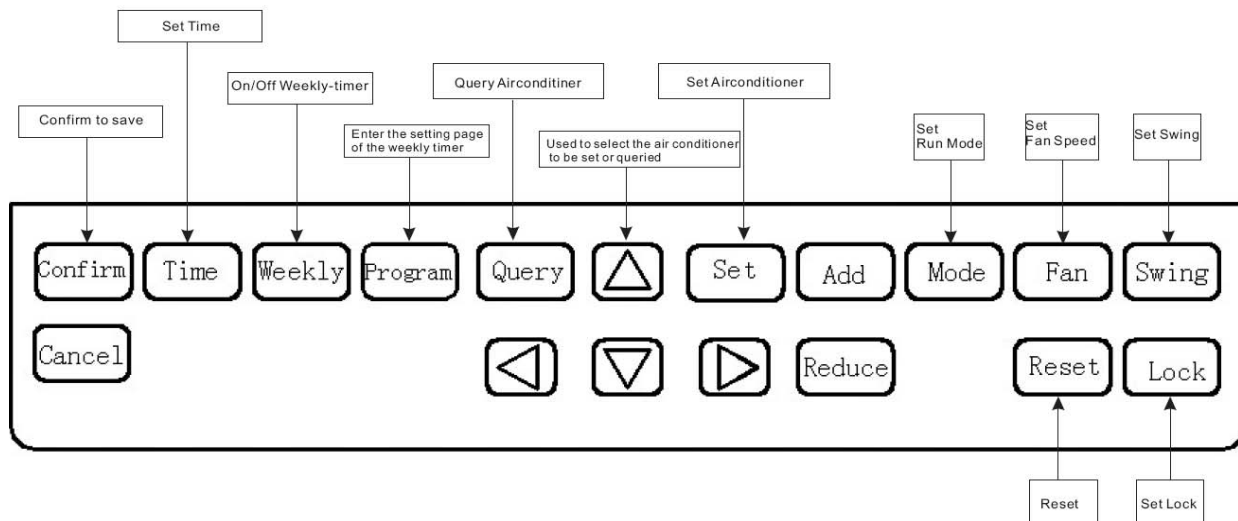 Set Time
On/Off Weekly-timer
Query Airconditiner
Set Airconditioner
Confirm to save
Enter the setting page
of the weekly timer
Used to select the air conditioner
to be set or queried
Set
Run Mode
Set
Fan Speed
Set Swing
Confirm
Time
Weekly
Program
Query
Set
Add
Mode
Fan
Swing
Cancel
Reduce
Reset
Lock
Reset
Set Lock